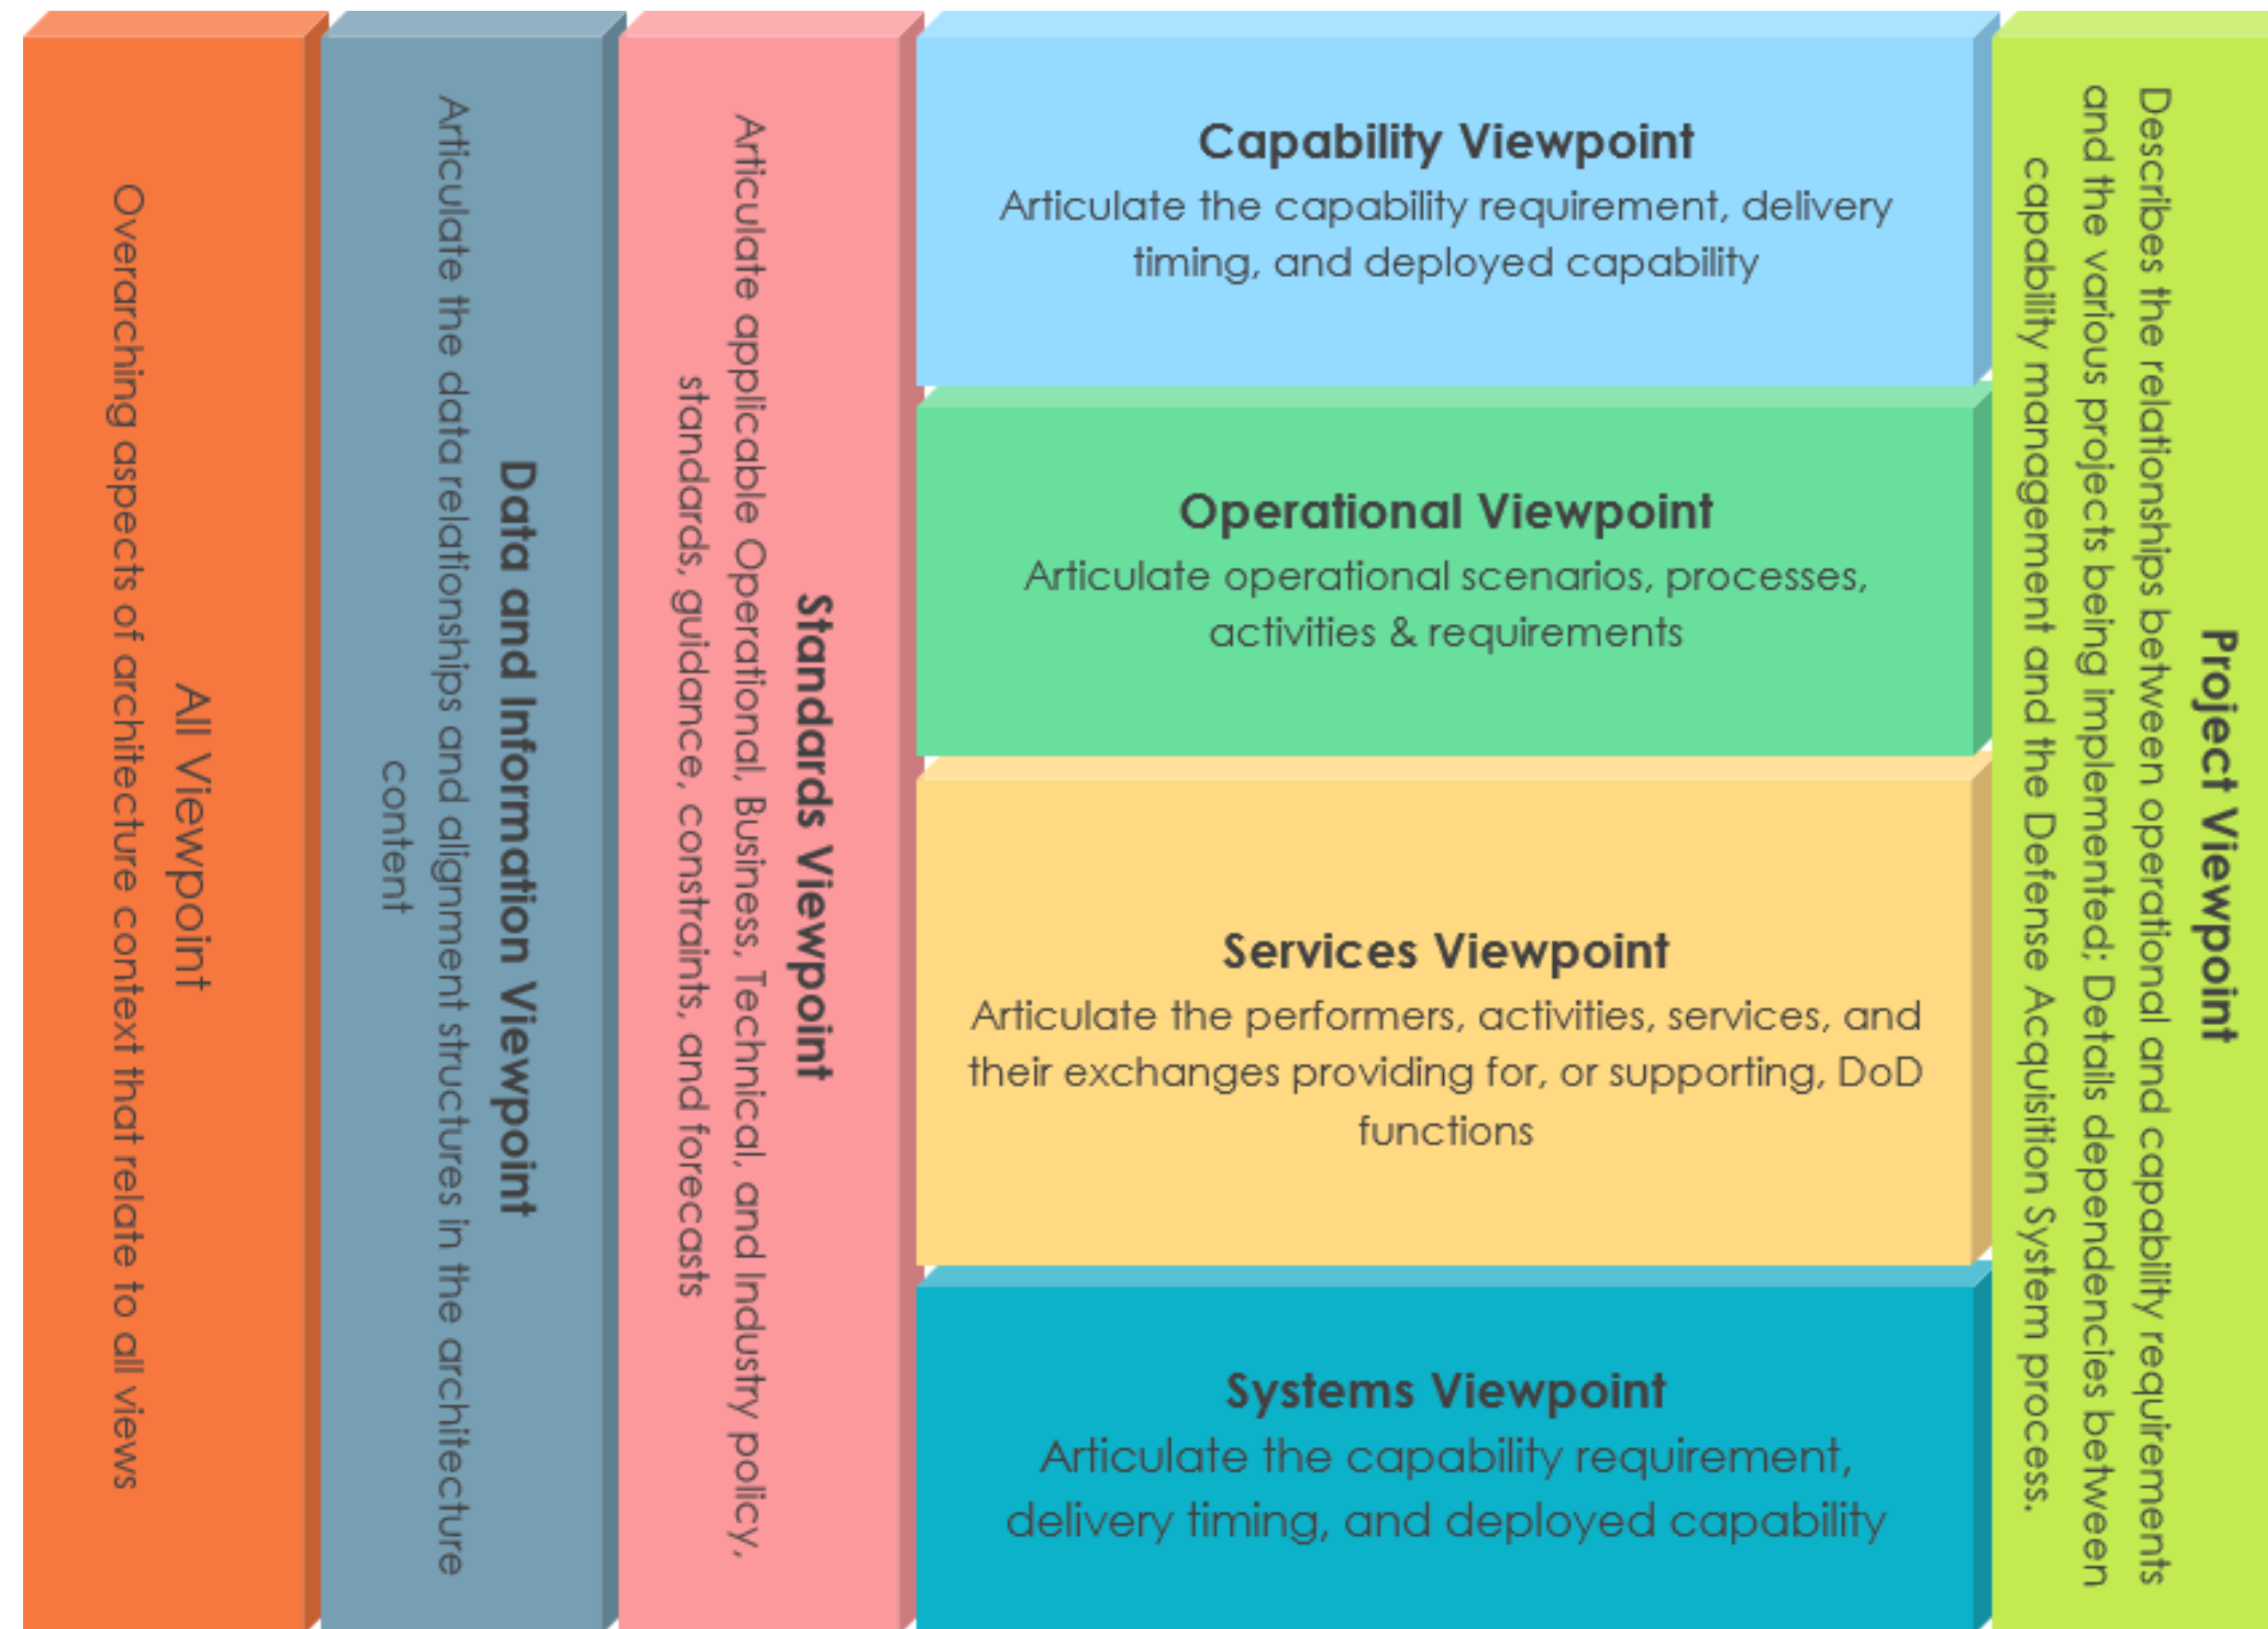 All Viewpoint
Overarching aspects of architecture context that relate to all views
Data and Information Viewpoint
Articulate the data relationships and alignment structures in the architecture
content
Standards Viewpoint
Articulate applicable Operational, Business, Technical, and Industry policy,
standards, guidance, constraints, and forecasts
Capability Viewpoint
Articulate the capability requirement, delivery
timing, and deployed capability
Operational Viewpoint
Articulate operational scenarios, processes,
activities & requirements
Services Viewpoint
Articulate the performers, activities, services, and
their exchanges providing for, or supporting, DoD
functions
Systems Viewpoint
Articulate the capability requirement,
delivery timing, and deployed capability
Project Viewpoint
Describes the relationships between operational and capability requirements
and the various projects being implemented; Details dependencies between
capability management and the Defense Acquisition System process.